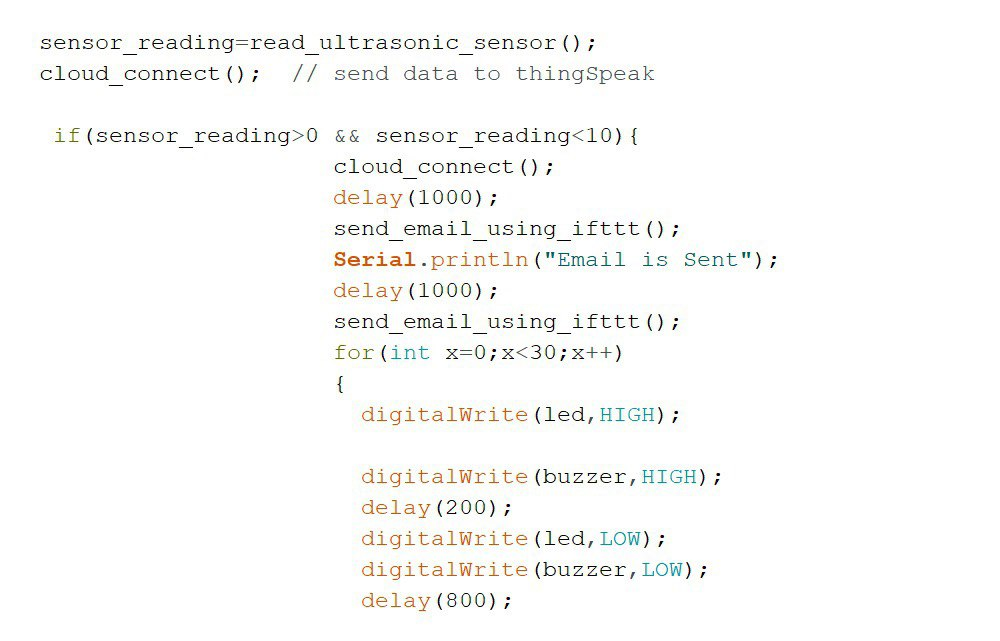 sensor_reading=read_ultrasonic_sensor();
cloud_connect();  // send data to thingSpeak
if(sensor_reading>0 && sensor_reading<10){
cloud_connect();
delay(1000);
send_email_using_ifttt();
Serial.println("Email is Sent");
delay(1000);
send_email_using_ifttt();
for(int x=0;x<30;x++)
{
digitalWrite(led,HIGH);
digitalWrite(buzzer,HIGH);
delay(200);
digitalWrite(led,LOW);
digitalWrite(buzzer,LOW);
delay(800);